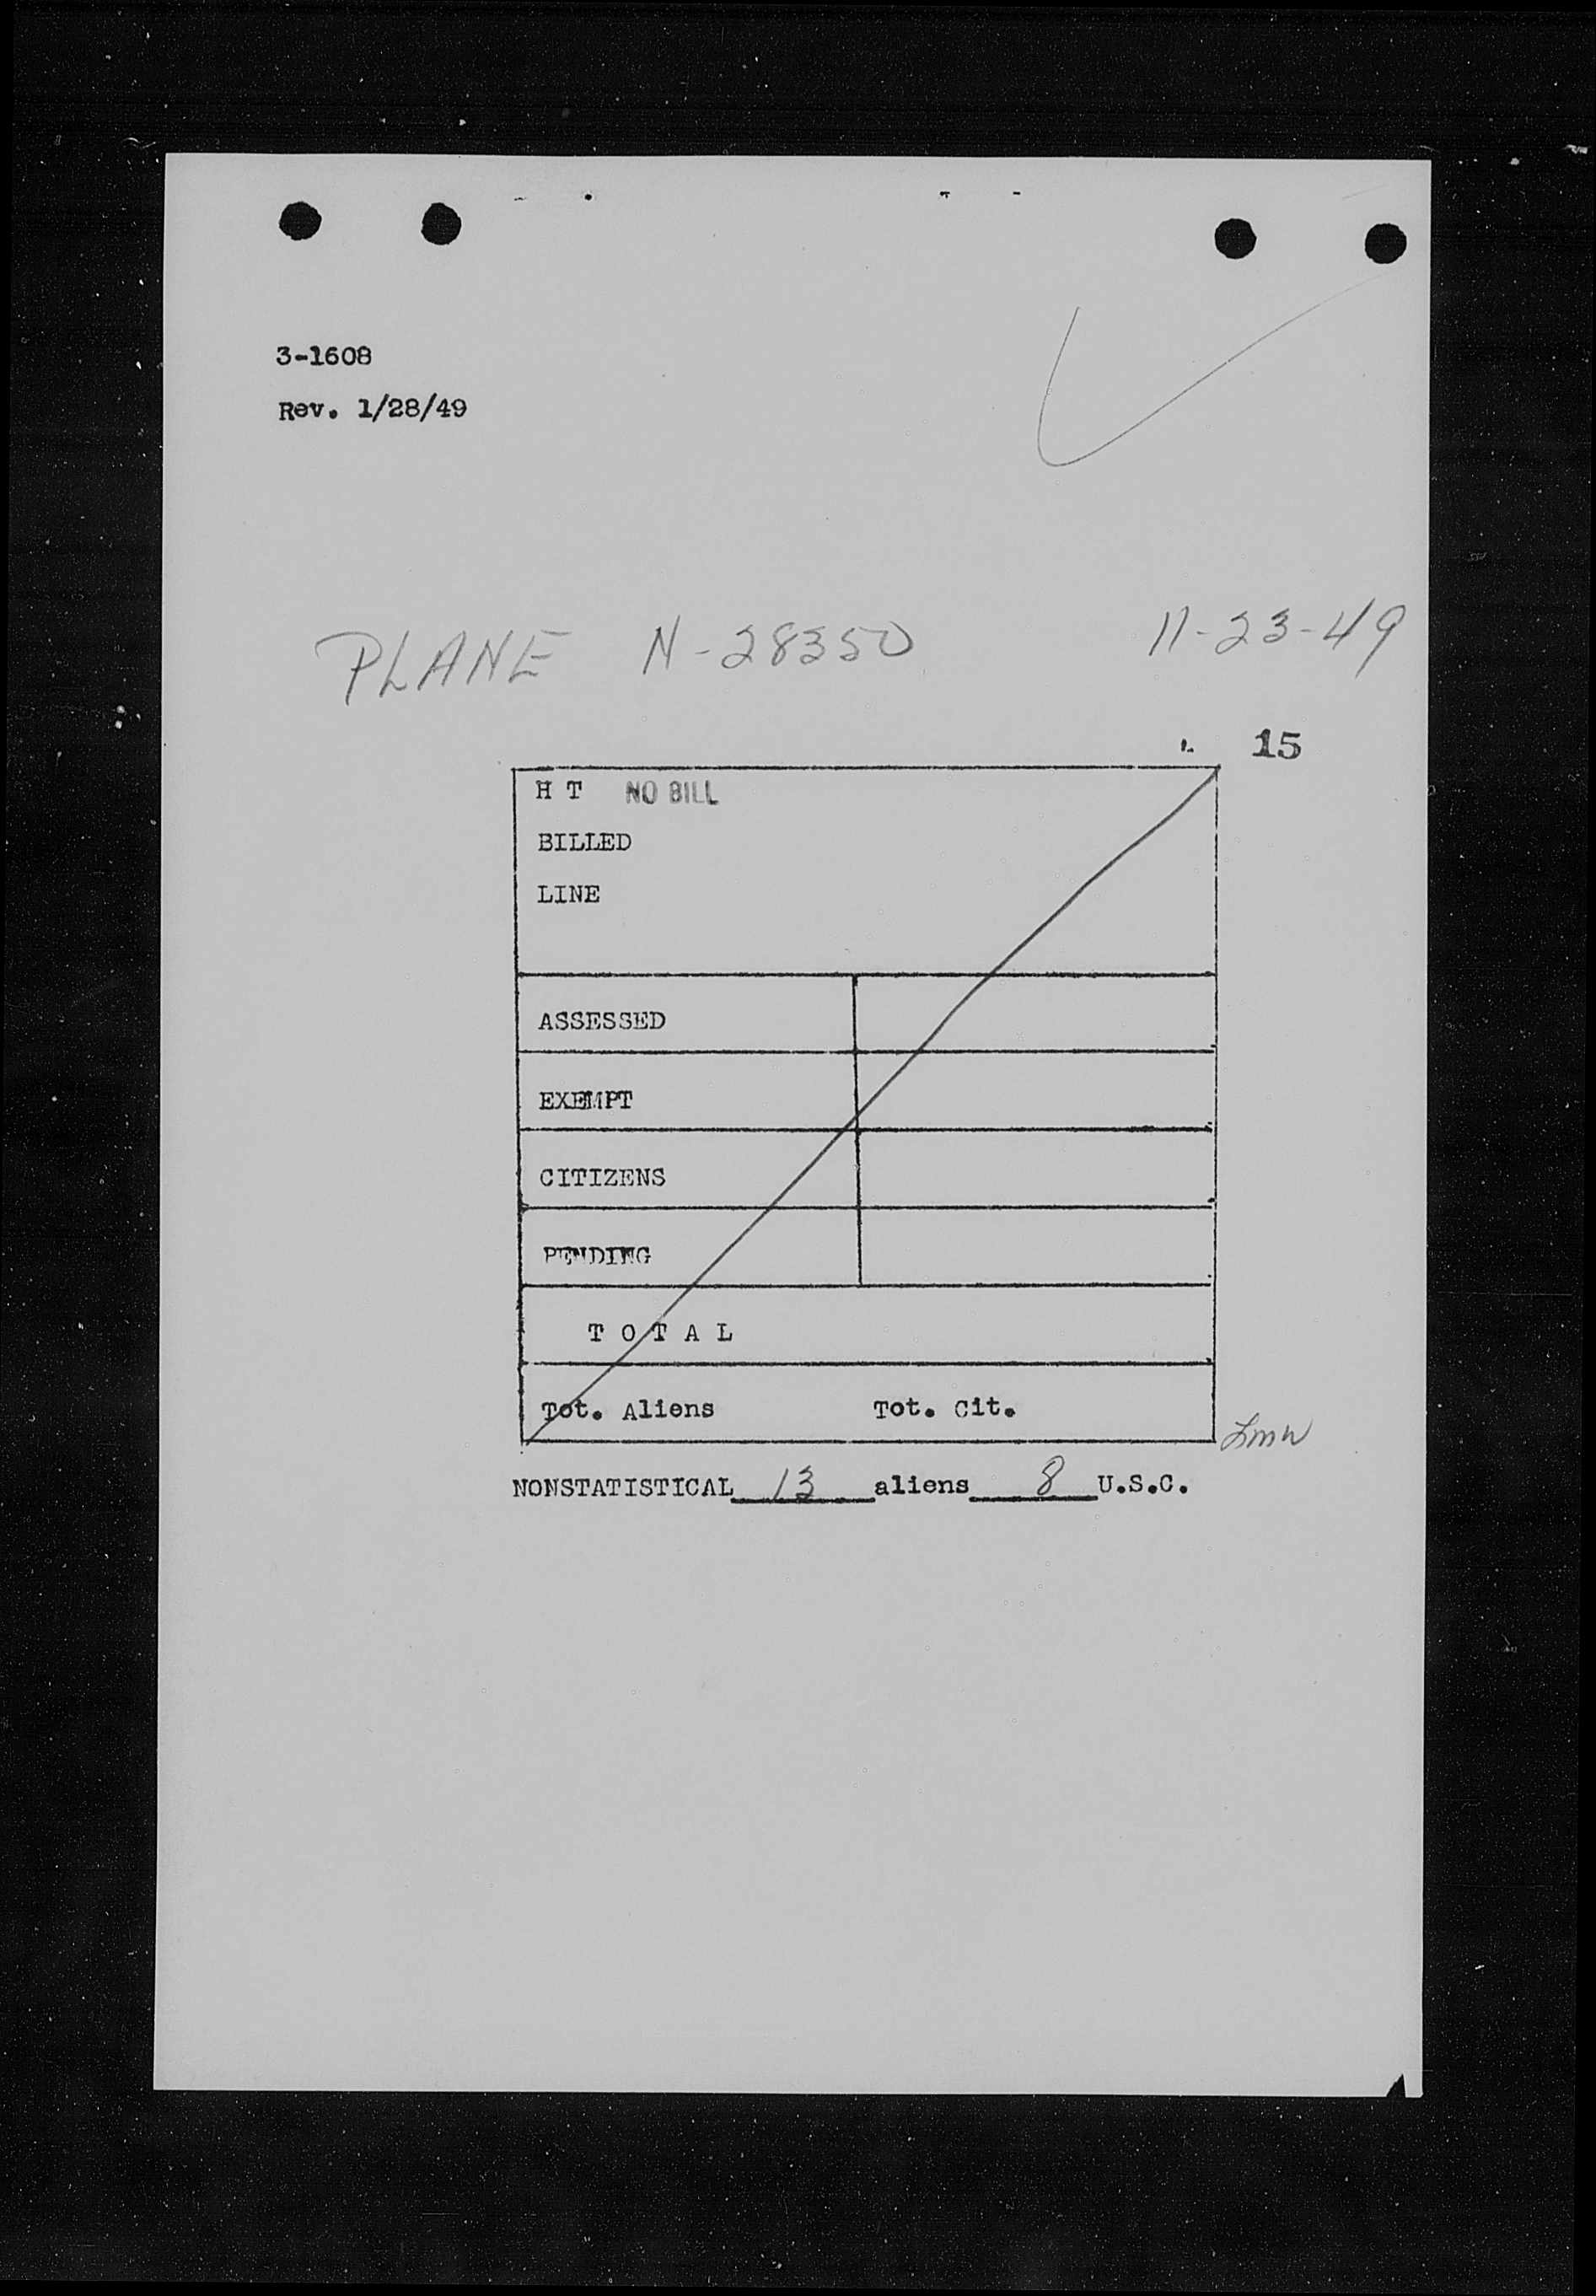 3-1608
Rev. 1/28/49
PLANE N-28350 11-23-49
15
H T NO BILL
BILLED
LINE
ASSESSED
EXEMPT
CITIZENS
PENDING
T O T A L
Tot. Aliens Tot. Cit.
Lmw
NONSTATISTICAL 13 aliens 8 U.S.C.